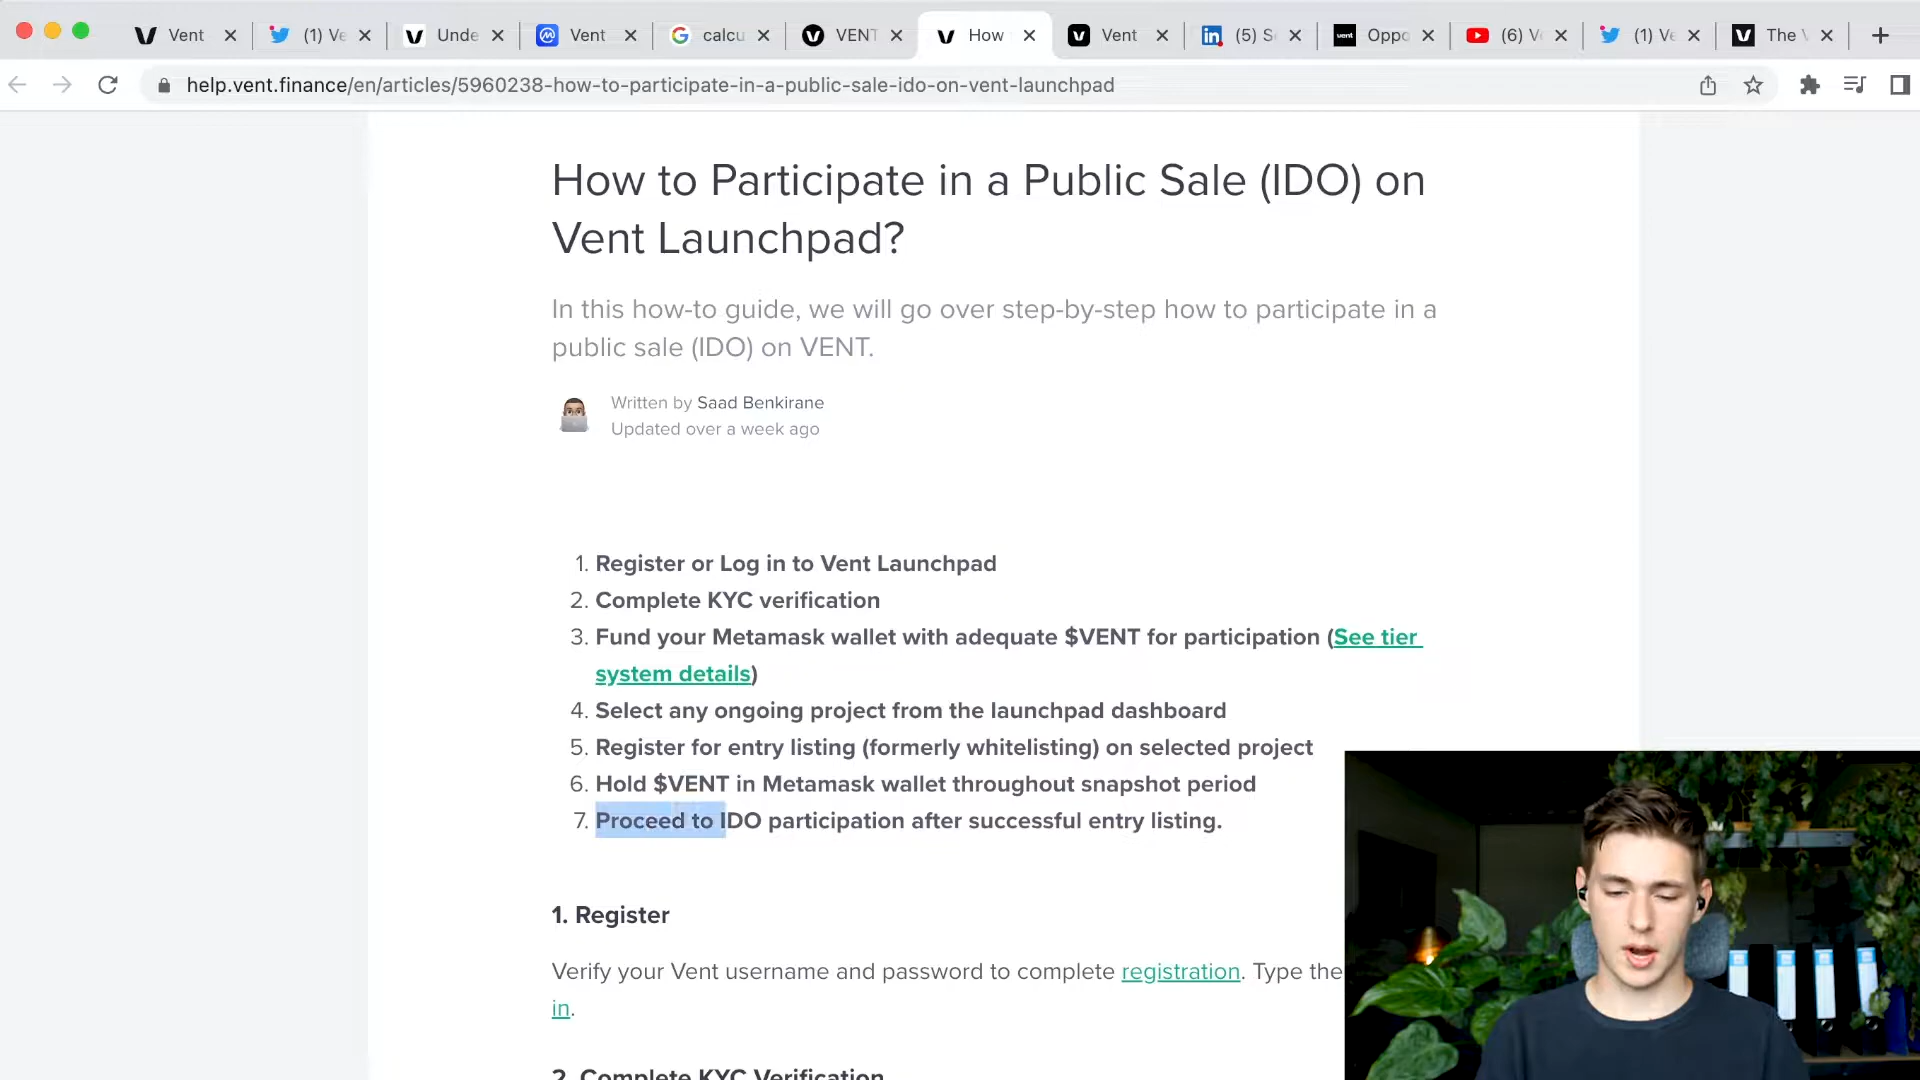 Vent
(1) Ve
Unde
Vent
calcu
VENT
How
Vent
(5) S
vent
Oppo
(6) V
(1) Ve
The V
help.vent.finance/en/articles/5960238-how-to-participate-in-a-public-sale-ido-on-vent-launchpad
How to Participate in a Public Sale (IDO) on
Vent Launchpad?
In this how-to guide, we will go over step-by-step how to participate in a
public sale (IDO) on VENT.
Written by Saad Benkirane
Updated over a week ago
1. Register or Log in to Vent Launchpad
2. Complete KYC verification
3. Fund your Metamask wallet with adequate $VENT for participation (See tier
system details)
4. Select any ongoing project from the launchpad dashboard
5. Register for entry listing (formerly whitelisting) on selected project
6. Hold $VENT in Metamask wallet throughout snapshot period
7. Proceed to IDO participation after successful entry listing.
1. Register
Verify your Vent username and password to complete registration. Type the
in.
2. Complete KYC Verification